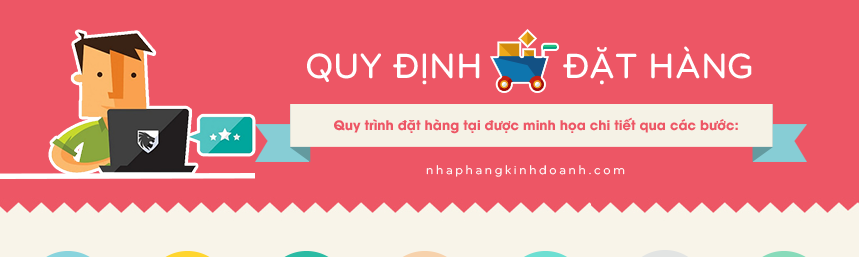 QUY ĐỊNH ĐẶT HÀNG
Quy trình đặt hàng tại được minh họa chi tiết qua các bước:
nhaphangkinhdoanh.com